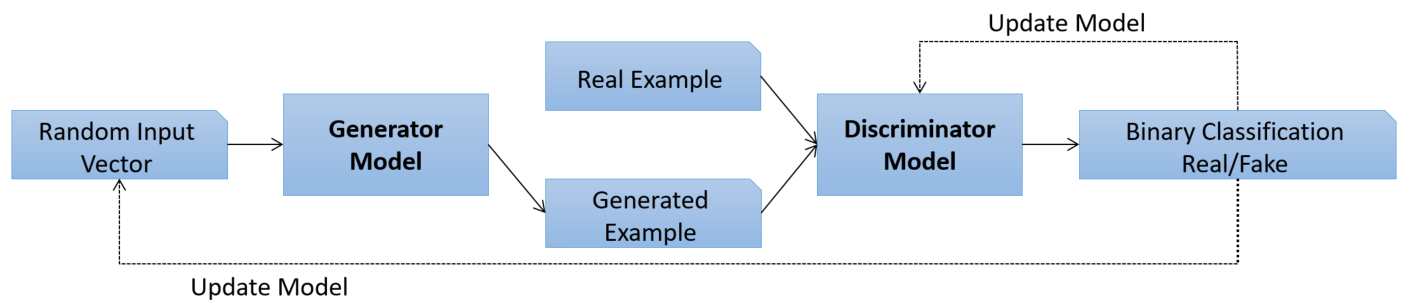 Update Model
Real Example
Random Input
Vector
Generator
Model
Discriminator
Model
Binary Classification
Real/Fake
Generated
Example
Update Model